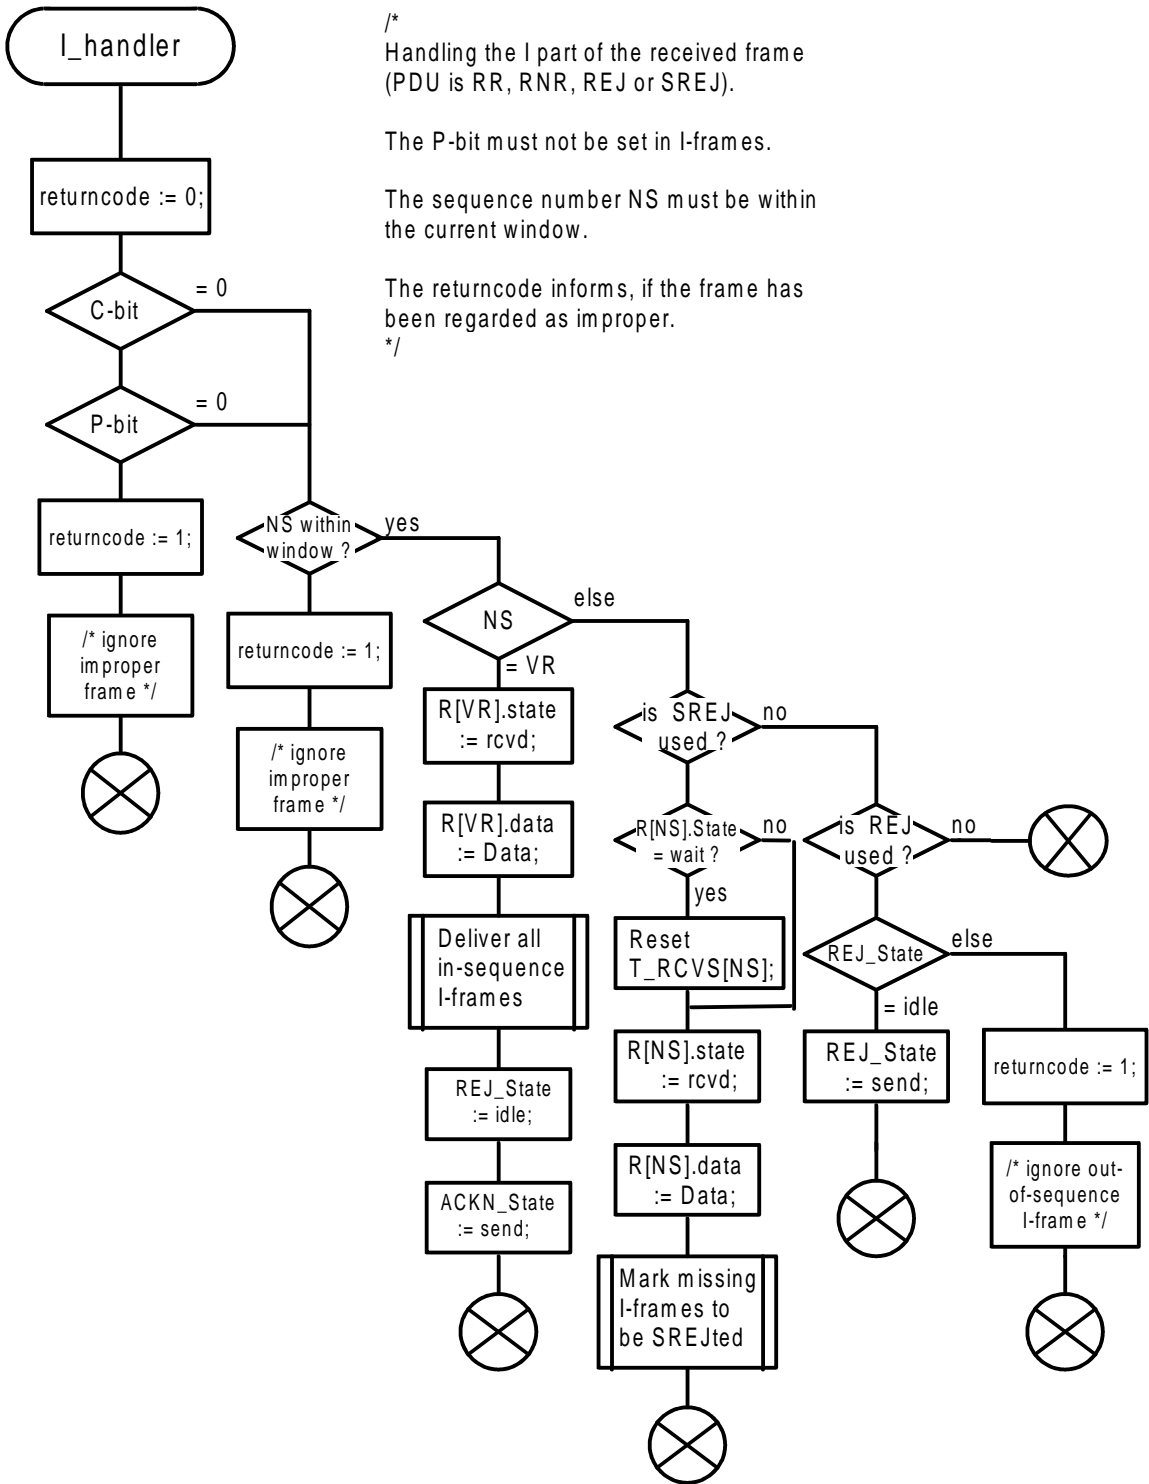 I_handler
/*
Handling the I part of the received frame
(PDU is RR, RNR, REJ or SREJ).
The P-bit must not be set in I-frames.
The sequence number NS must be within
the current window.
The returncode informs, if the frame has
been regarded as improper.
*/
returncode := 0;
C-bit
= 0
P-bit
= 0
returncode := 1;
/* ignore
improper
frame */
NS within
window ?
yes
returncode := 1;
/* ignore
improper
frame */
NS
else
= VR
R[VR].state
:= rcvd;
R[VR].data
:= Data;
Deliver all
in-sequence
I-frames
REJ_State
:= idle;
ACKN_State
:= send;
is SREJ
used ?
no
R[NS].State
= wait ?
no
yes
Reset
T_RCVS[NS];
R[NS].state
:= rcvd;
R[NS].data
:= Data;
Mark missing
I-frames to
be SREJted
is REJ
used ?
no
REJ_State
else
= idle
REJ_State
:= send;
returncode := 1;
/* ignore out-
of-sequence
I-frame */